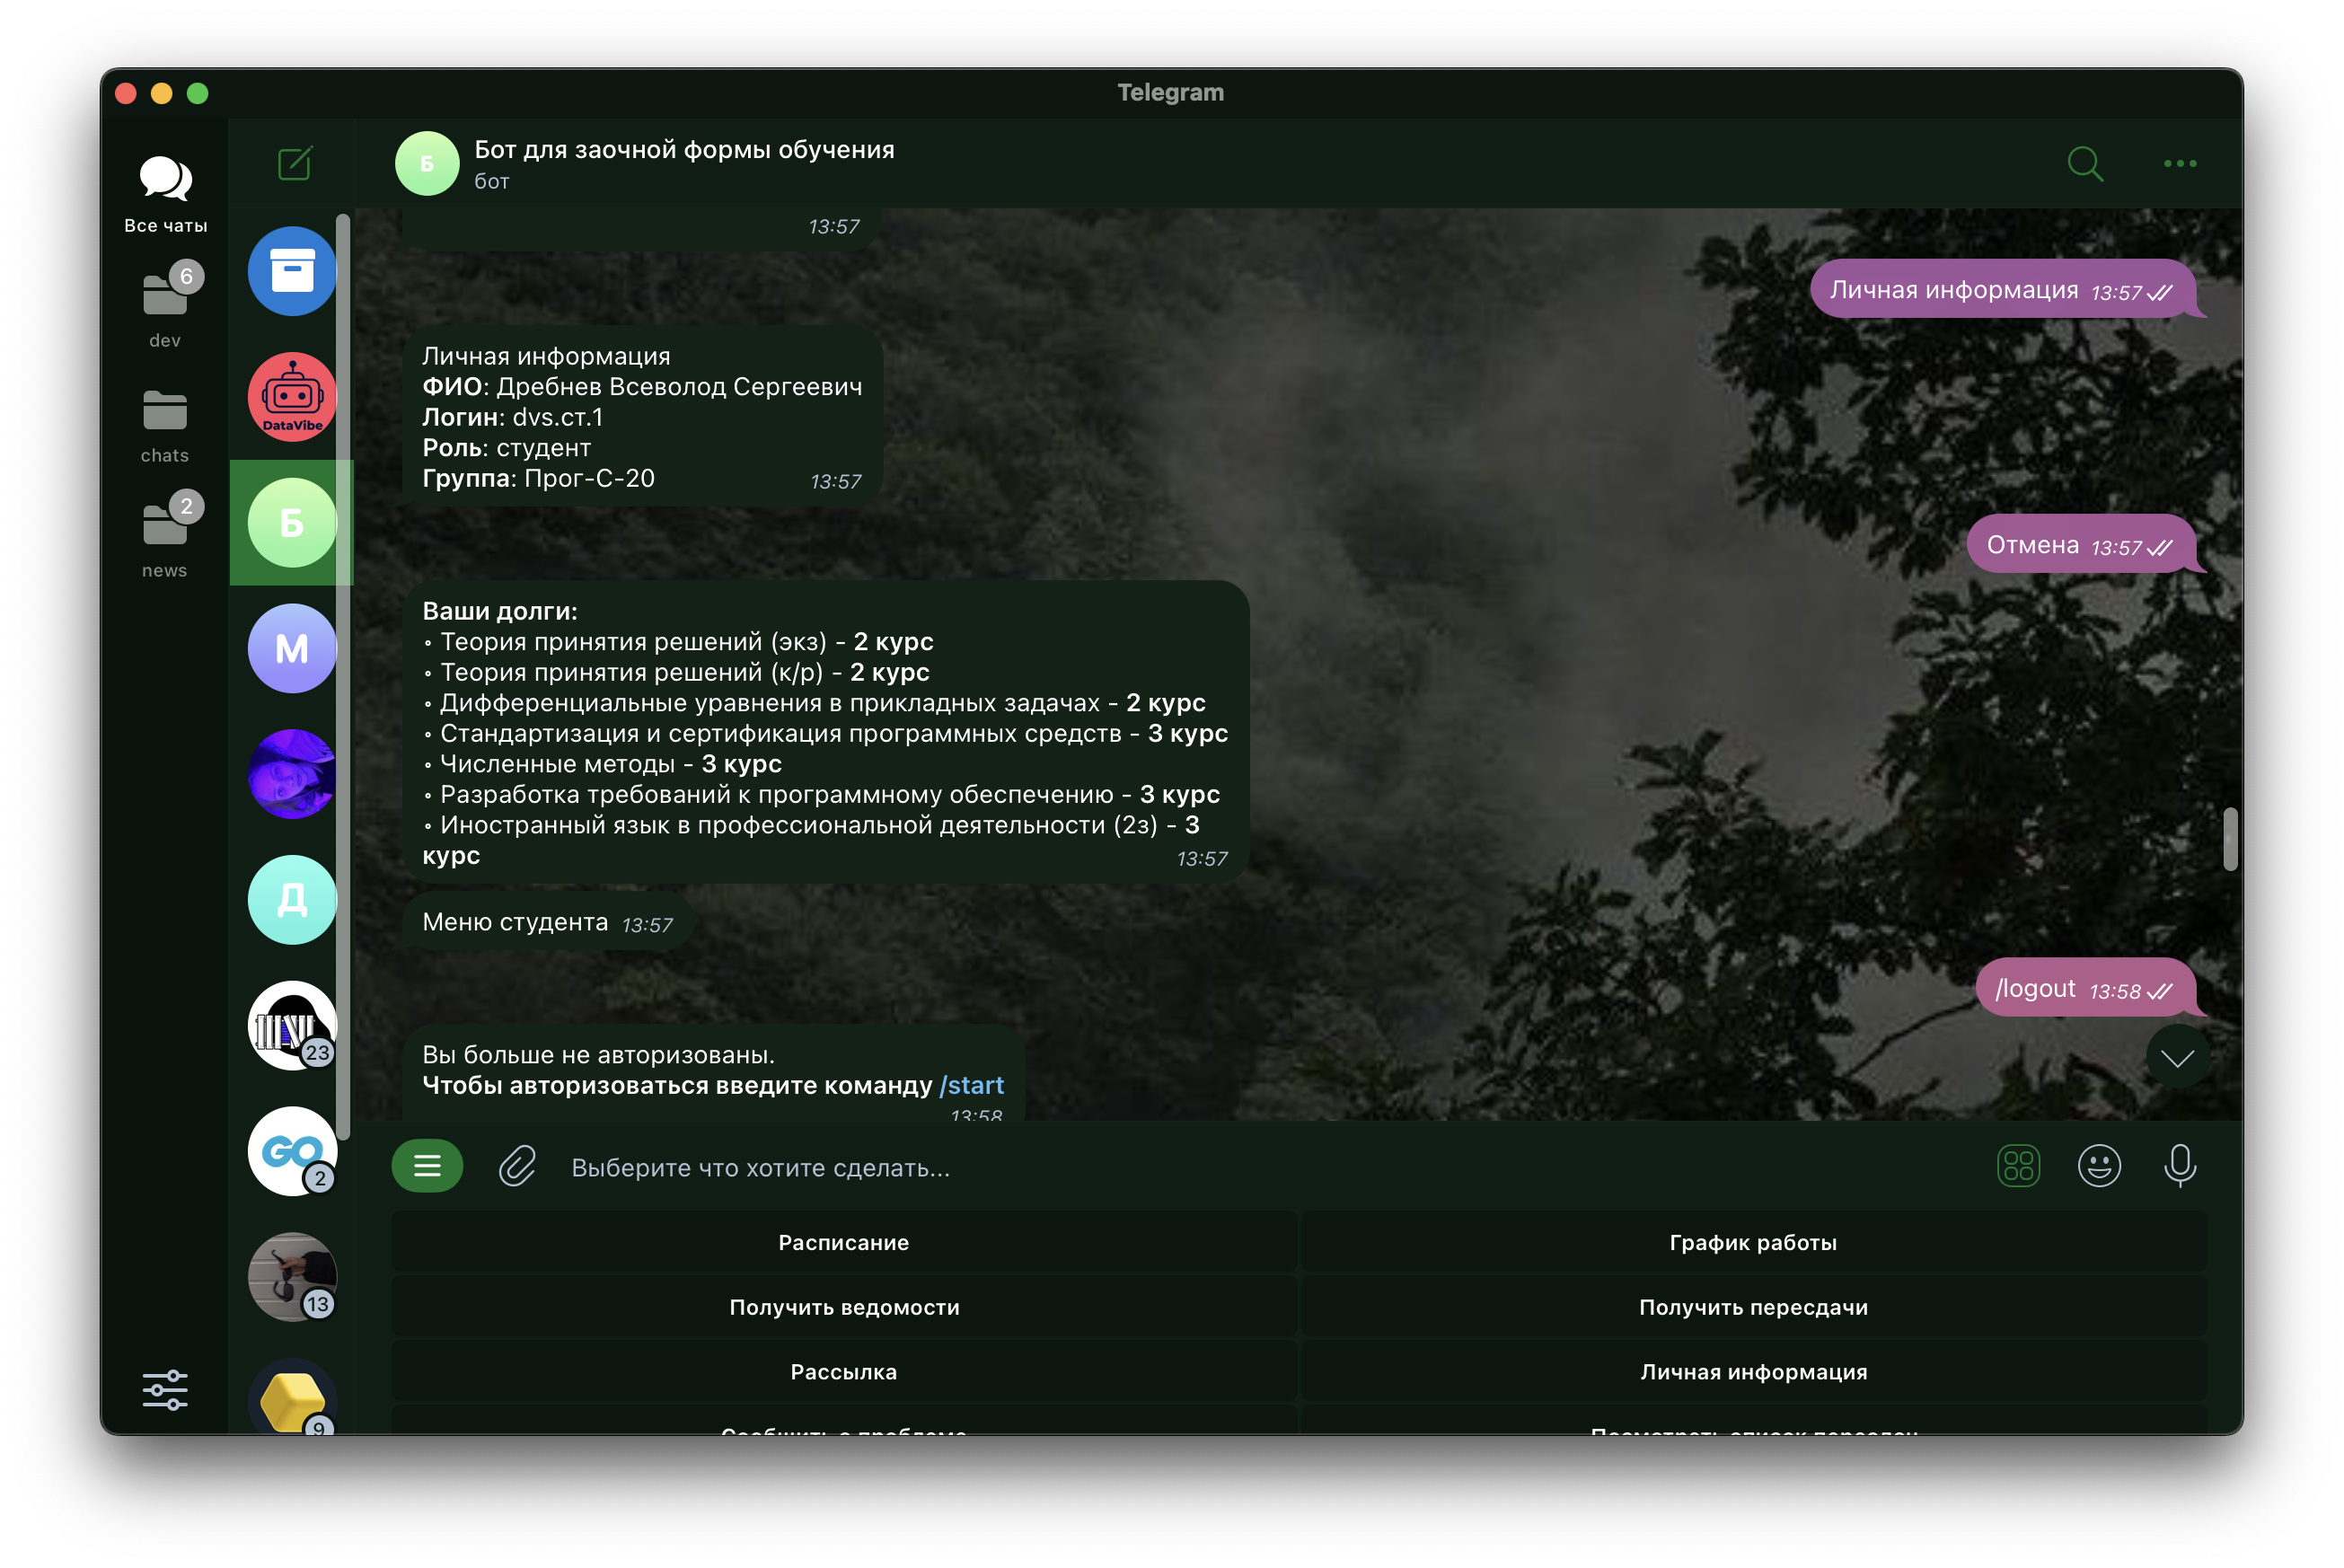 Telegram
Все чаты
6
dev
chats
2
news
DataVibe
Б
М
Д
23
GO
2
13
9
Б
Бот для заочной формы обучения
бот
13:57
Личная информация 13:57
Личная информация
ФИО: Дребнев Всеволод Сергеевич
Логин: dvs.ст.1
Роль: студент
Группа: Прог-С-20 13:57
Отмена 13:57
Ваши долги:
• Теория принятия решений (экз) - 2 курс
• Теория принятия решений (к/р) - 2 курс
• Дифференциальные уравнения в прикладных задачах - 2 курс
• Стандартизация и сертификация программных средств - 3 курс
• Численные методы - 3 курс
• Разработка требований к программному обеспечению - 3 курс
• Иностранный язык в профессиональной деятельности (2з) - 3
курс 13:57
Меню студента 13:57
/logout 13:58
Вы больше не авторизованы.
Чтобы авторизоваться введите команду /start
13:58
Выберите что хотите сделать...
Расписание
График работы
Получить ведомости
Получить пересдачи
Рассылка
Личная информация
Сообщить о проблеме
Посмотреть список пересдач